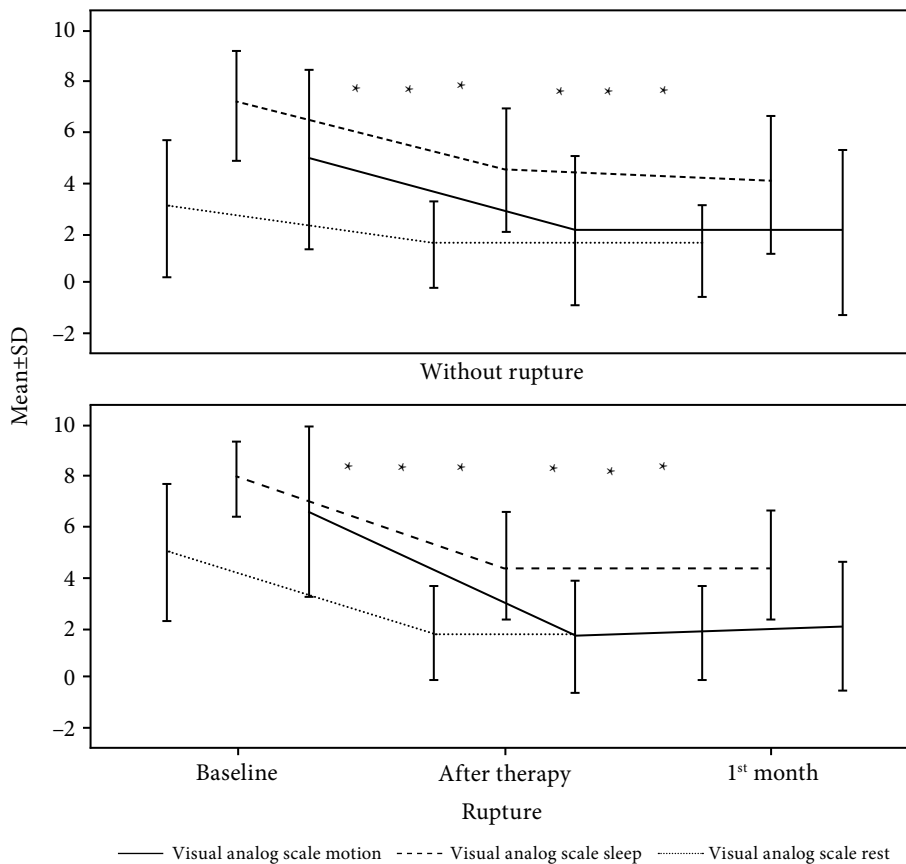 10
8
6
4
2
0
–2
Without rupture
Mean±SD
10
8
6
4
2
0
–2
Baseline After therapy 1st month
Rupture
Visual analog scale motion Visual analog scale sleep Visual analog scale rest